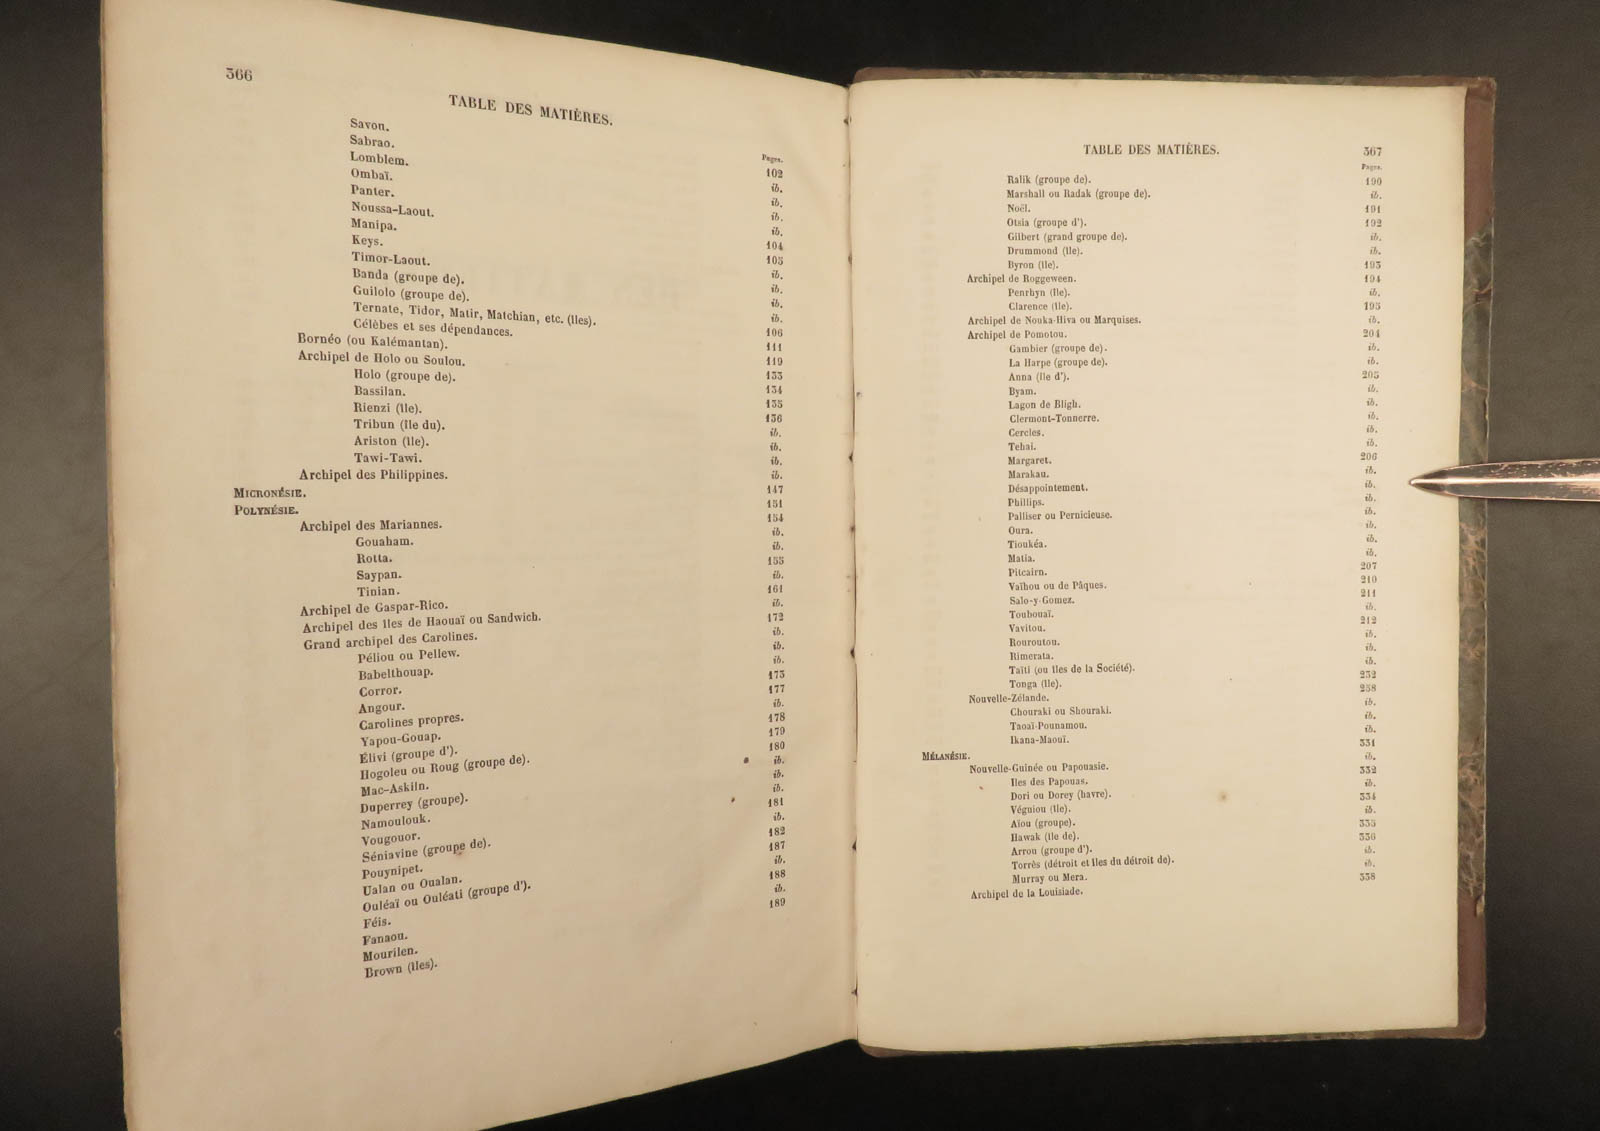 366
TABLE DES MATIÈRES.
Pages.
Savon. 102
Sabrao. ib.
Lomblem. ib.
Ombaï. ib.
Panter. ib.
Noussa-Laout. 104
Manipa. 105
Keys. ib.
Timor-Laout. ib.
Banda (groupe de). ib.
Guilolo (groupe de). ib.
Ternate, Tidor, Matir, Matchian, etc. (îles). 106
Célèbes et ses dépendances. 111
Bornéo (ou Kalémantan). 119
Archipel de Holo ou Soulou. 133
Holo (groupe de). 134
Bassilan. 135
Rienzi (île). 136
Tribun (île du). ib.
Ariston (île). ib.
Tawi-Tawi. ib.
Archipel des Philippines. ib.
MICRONÉSIE. 147
POLYNÉSIE. 151
Archipel des Mariannes. 154
Gouaham. ib.
Rotta. ib.
Saypan. 155
Tinian. ib.
Archipel de Gaspar-Rico. 161
Archipel des îles de Haouaï ou Sandwich. ib.
Grand archipel des Carolines. 172
Péliou ou Pellew. ib.
Babelthouap. ib.
Corror. ib.
Angour. 175
Carolines propres. 177
Yapou-Gouap. ib.
Élivi (groupe d'). 178
Hogoleu ou Roug (groupe de). 179
Mac-Askiln. 180
Duperrey (groupe). ib.
Namoulouk. ib.
Vougouor. ib.
Séniavine (groupe de). 181
Pouynipet. ib.
Ualan ou Oualan. 182
Ouléaï ou Ouléati (groupe d'). 187
Féis. ib.
Fanaou. 188
Mourilen. ib.
Brown (îles). 189
TABLE DES MATIÈRES. 367
Pages.
Ralik (groupe de). 190
Marshall ou Radak (groupe de). ib.
Noël. 191
Otsia (groupe d'). 192
Gilbert (grand groupe de). ib.
Drummond (île). ib.
Byron (île). 193
Archipel de Roggeween. 194
Penrhyn (île). ib.
Clarence (île). 195
Archipel de Nouka-Hiva ou Marquises. ib.
Archipel de Pomotou. 204
Gambier (groupe de). ib.
La Harpe (groupe de). ib.
Anna (île d'). 205
Byam. ib.
Lagon de Bligh. ib.
Clermont-Tonnerre. ib.
Cercles. ib.
Tehai. ib.
Margaret. 206
Marakau. ib.
Désappointement. ib.
Phillips. ib.
Palliser ou Pernicieuse. ib.
Oura. ib.
Tioukéa. ib.
Matia. ib.
Pitcairn. 207
Vaïhou ou de Pâques. 210
Salo-y-Gomez. 211
Toubouaï. ib.
Vavitou. 212
Rouroutou. ib.
Rimerata. ib.
Taïti (ou îles de la Société). ib.
Tonga (île). 232
Nouvelle-Zélande. 258
Chouraki ou Shouraki. ib.
Taoaï-Pounamou. ib.
Ikana-Maouï. ib.
MÉLANÉSIE. 331
Nouvelle-Guinée ou Papouasie. ib.
Iles des Papouas. 332
Dori ou Dorey (havre). ib.
Véguiou (île). 334
Aiou (groupe). ib.
Hawak (île de). 335
Arrou (groupe d'). 336
Torrès (détroit et îles du détroit de). ib.
Murray ou Mera. ib.
Archipel de la Louisiade. 338